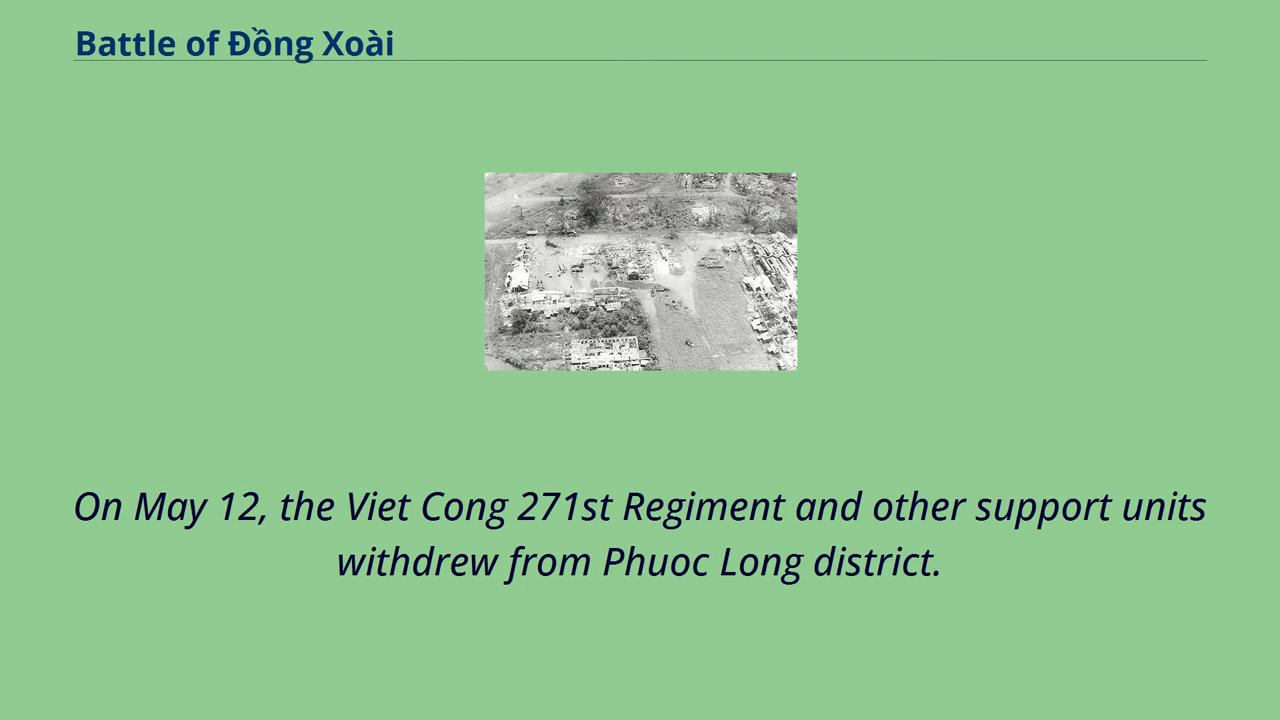 Battle of Đồng Xoài
On May 12, the Viet Cong 271st Regiment and other support units
withdrew from Phuoc Long district.